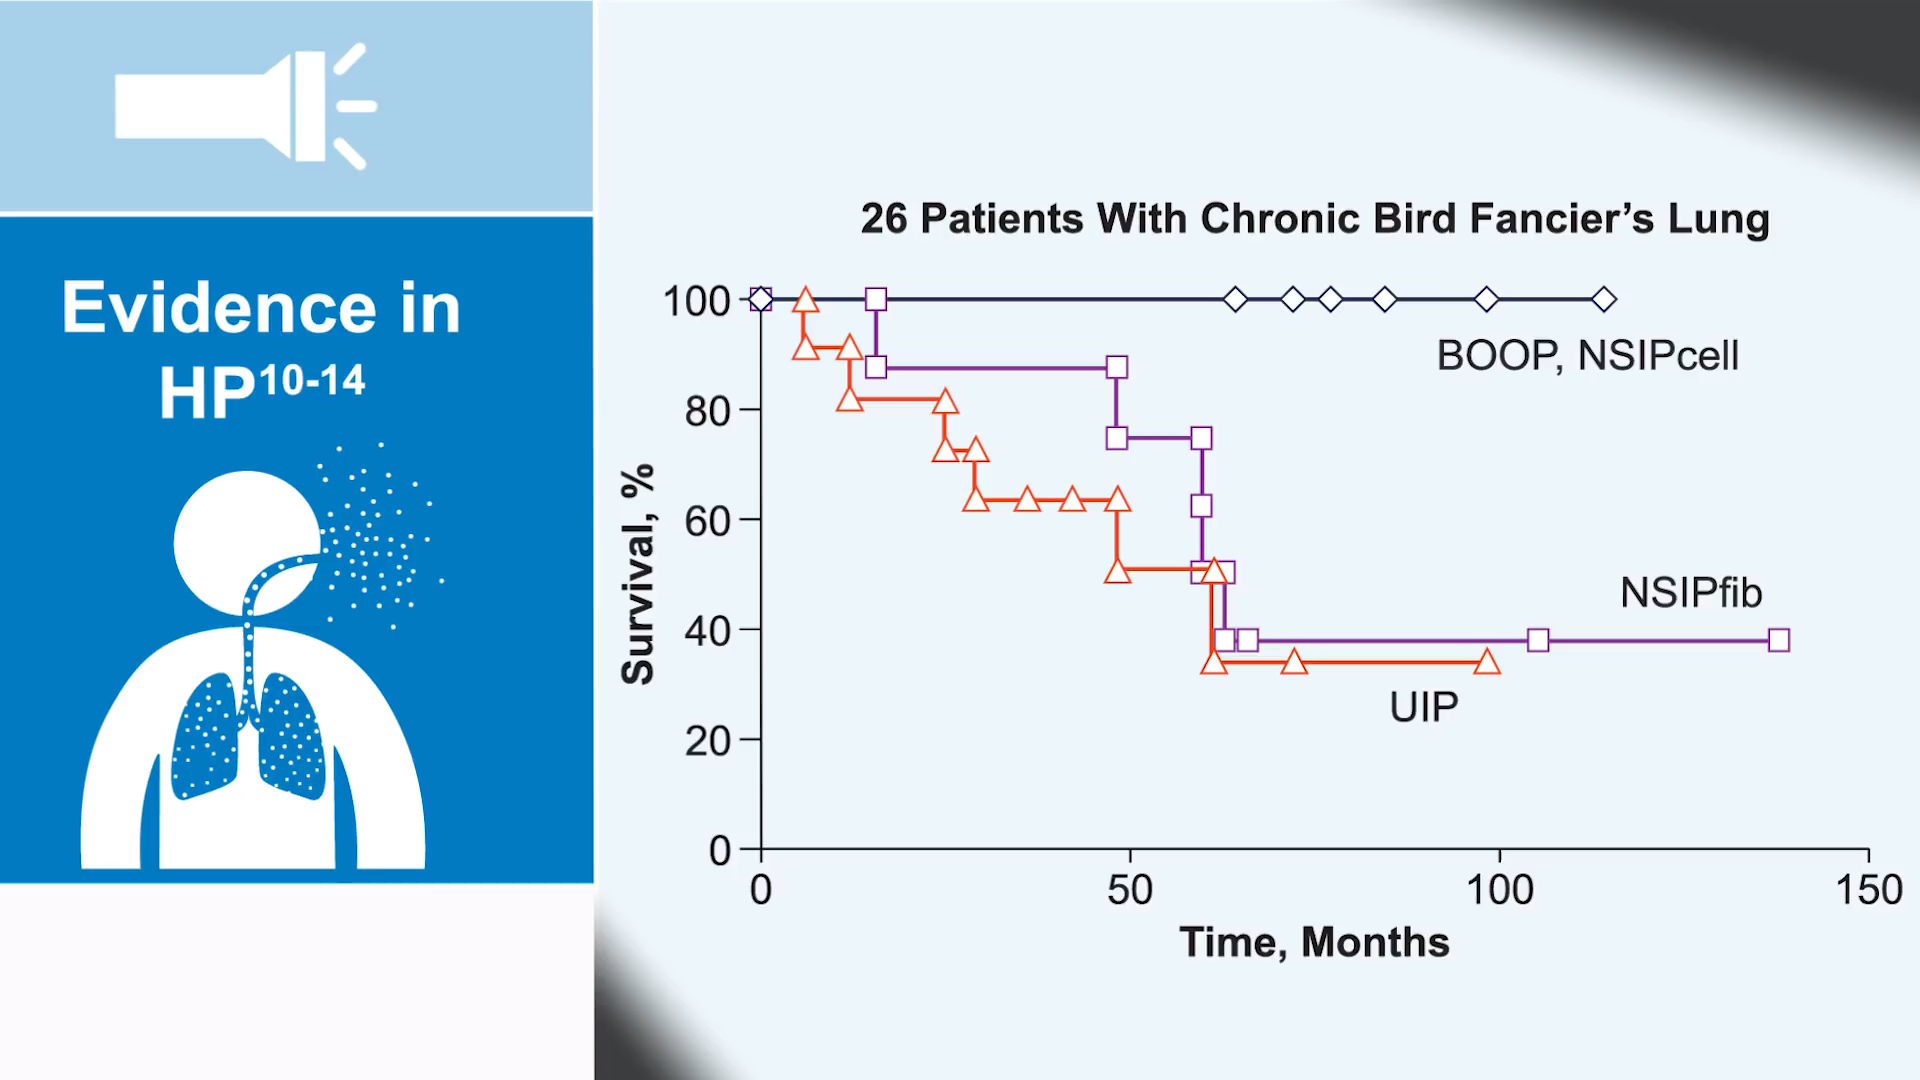 Evidence in
HP10-14
26 Patients With Chronic Bird Fancier’s Lung
100
80
60
40
20
0
Survival, %
BOOP, NSIPcell
NSIPfib
UIP
0 50 100 150
Time, Months